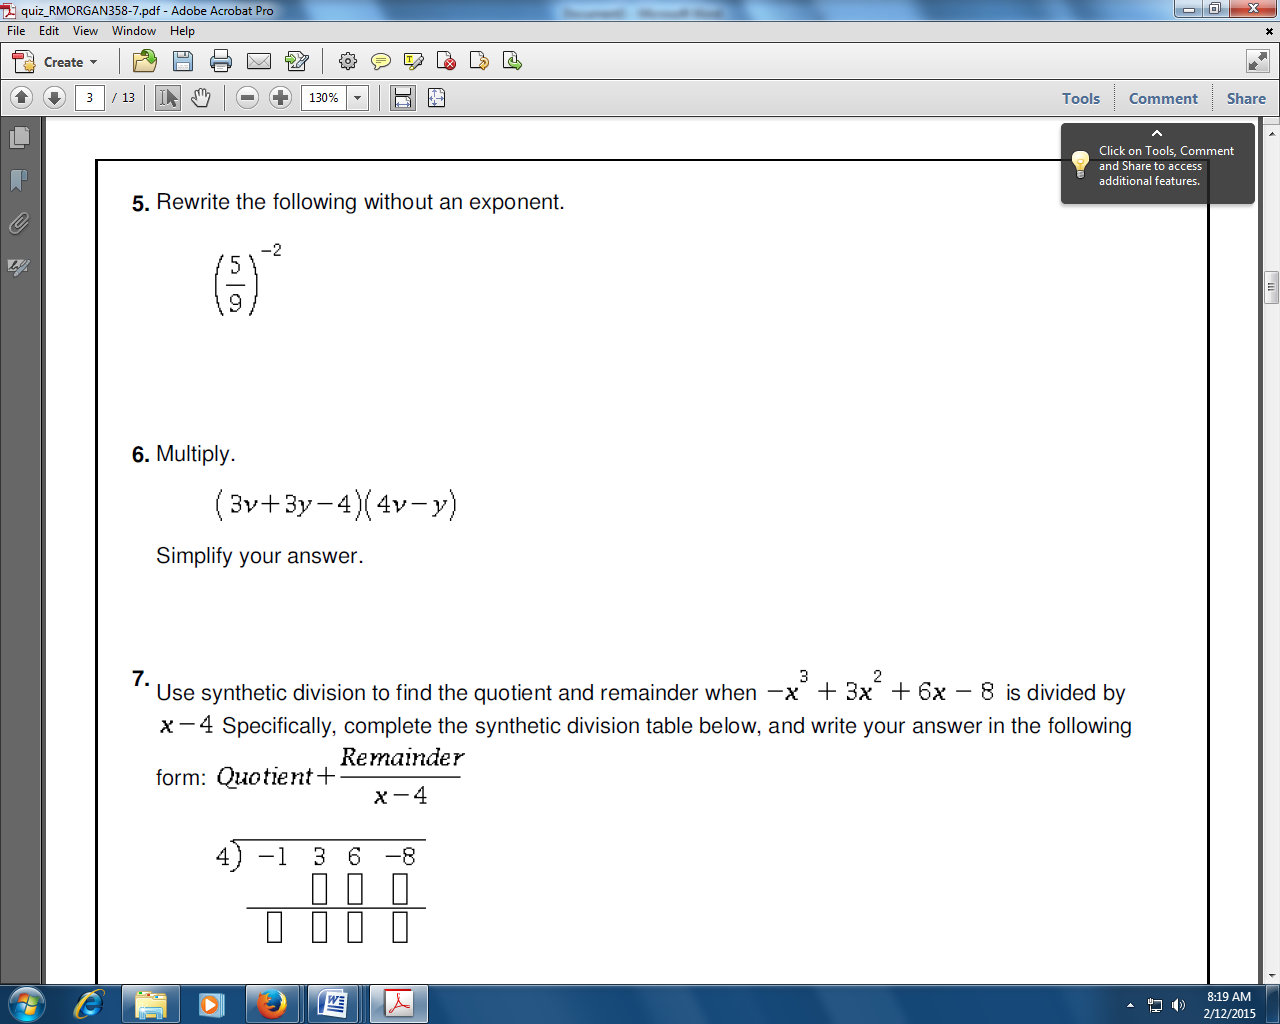 quiz_RMORGAN358-7.pdf - Adobe Acrobat Pro
File Edit View Window Help
Create
3 / 13 130% Tools Comment Share
Click on Tools, Comment
and Share to access
additional features.
5. Rewrite the following without an exponent.
(5/9)^−2
6. Multiply.
(3v+3y−4)(4v−y)
Simplify your answer.
7. Use synthetic division to find the quotient and remainder when −x^3 + 3x^2 + 6x − 8 is divided by
x−4 Specifically, complete the synthetic division table below, and write your answer in the following
form: Quotient+Remainder/x−4
4) −1 3 6 −8
8:19 AM
2/12/2015